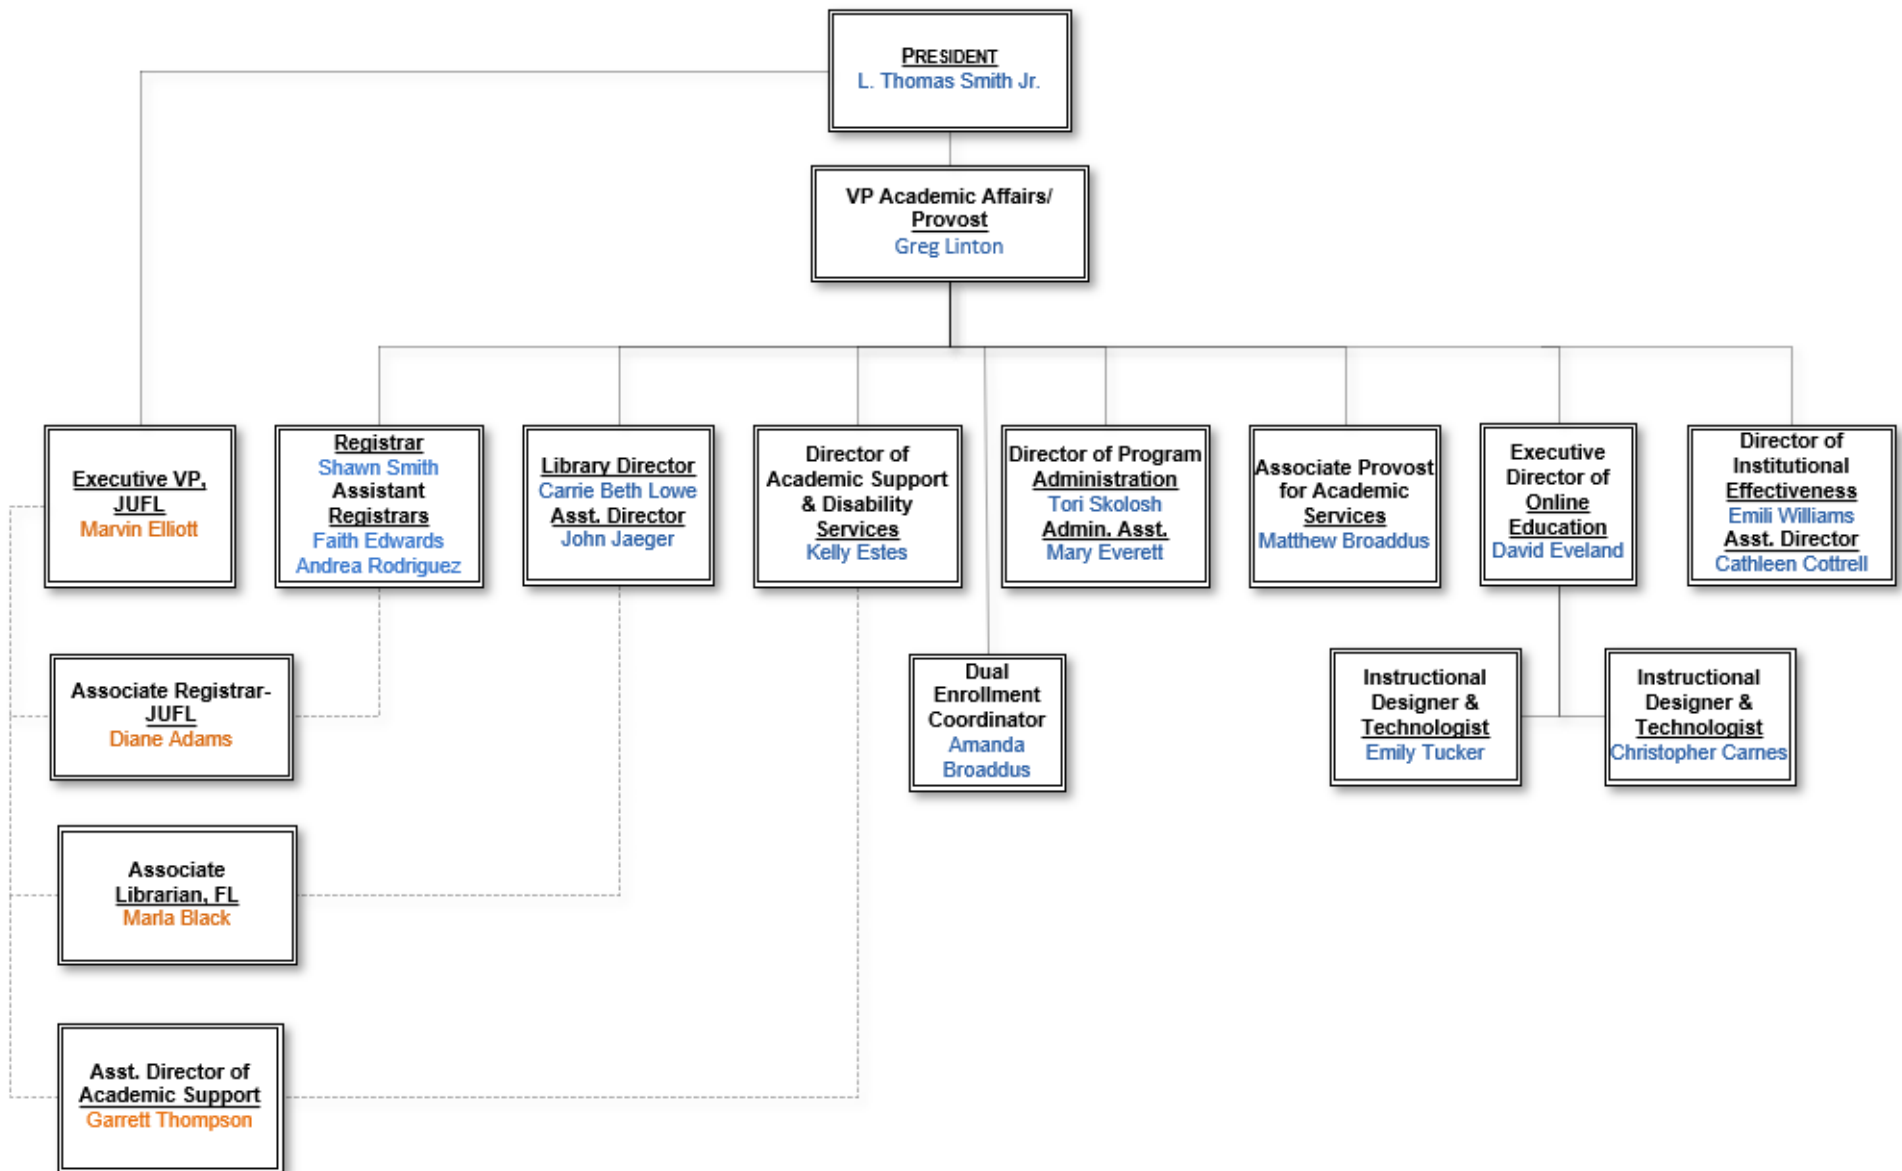 PRESIDENT
L. Thomas Smith Jr.
VP Academic Affairs/
Provost
Greg Linton
Executive VP,
JUFL
Marvin Elliott
Registrar
Shawn Smith
Assistant
Registrars
Faith Edwards
Andrea Rodriguez
Library Director
Carrie Beth Lowe
Asst. Director
John Jaeger
Director of
Academic Support
& Disability
Services
Kelly Estes
Director of Program
Administration
Tori Skolosh
Admin. Asst.
Mary Everett
Associate Provost
for Academic
Services
Matthew Broaddus
Executive
Director of
Online
Education
David Eveland
Director of
Institutional
Effectiveness
Emili Williams
Asst. Director
Cathleen Cottrell
Associate Registrar-
JUFL
Diane Adams
Dual
Enrollment
Coordinator
Amanda
Broaddus
Instructional
Designer &
Technologist
Emily Tucker
Instructional
Designer &
Technologist
Christopher Carnes
Associate
Librarian, FL
Marla Black
Asst. Director of
Academic Support
Garrett Thompson